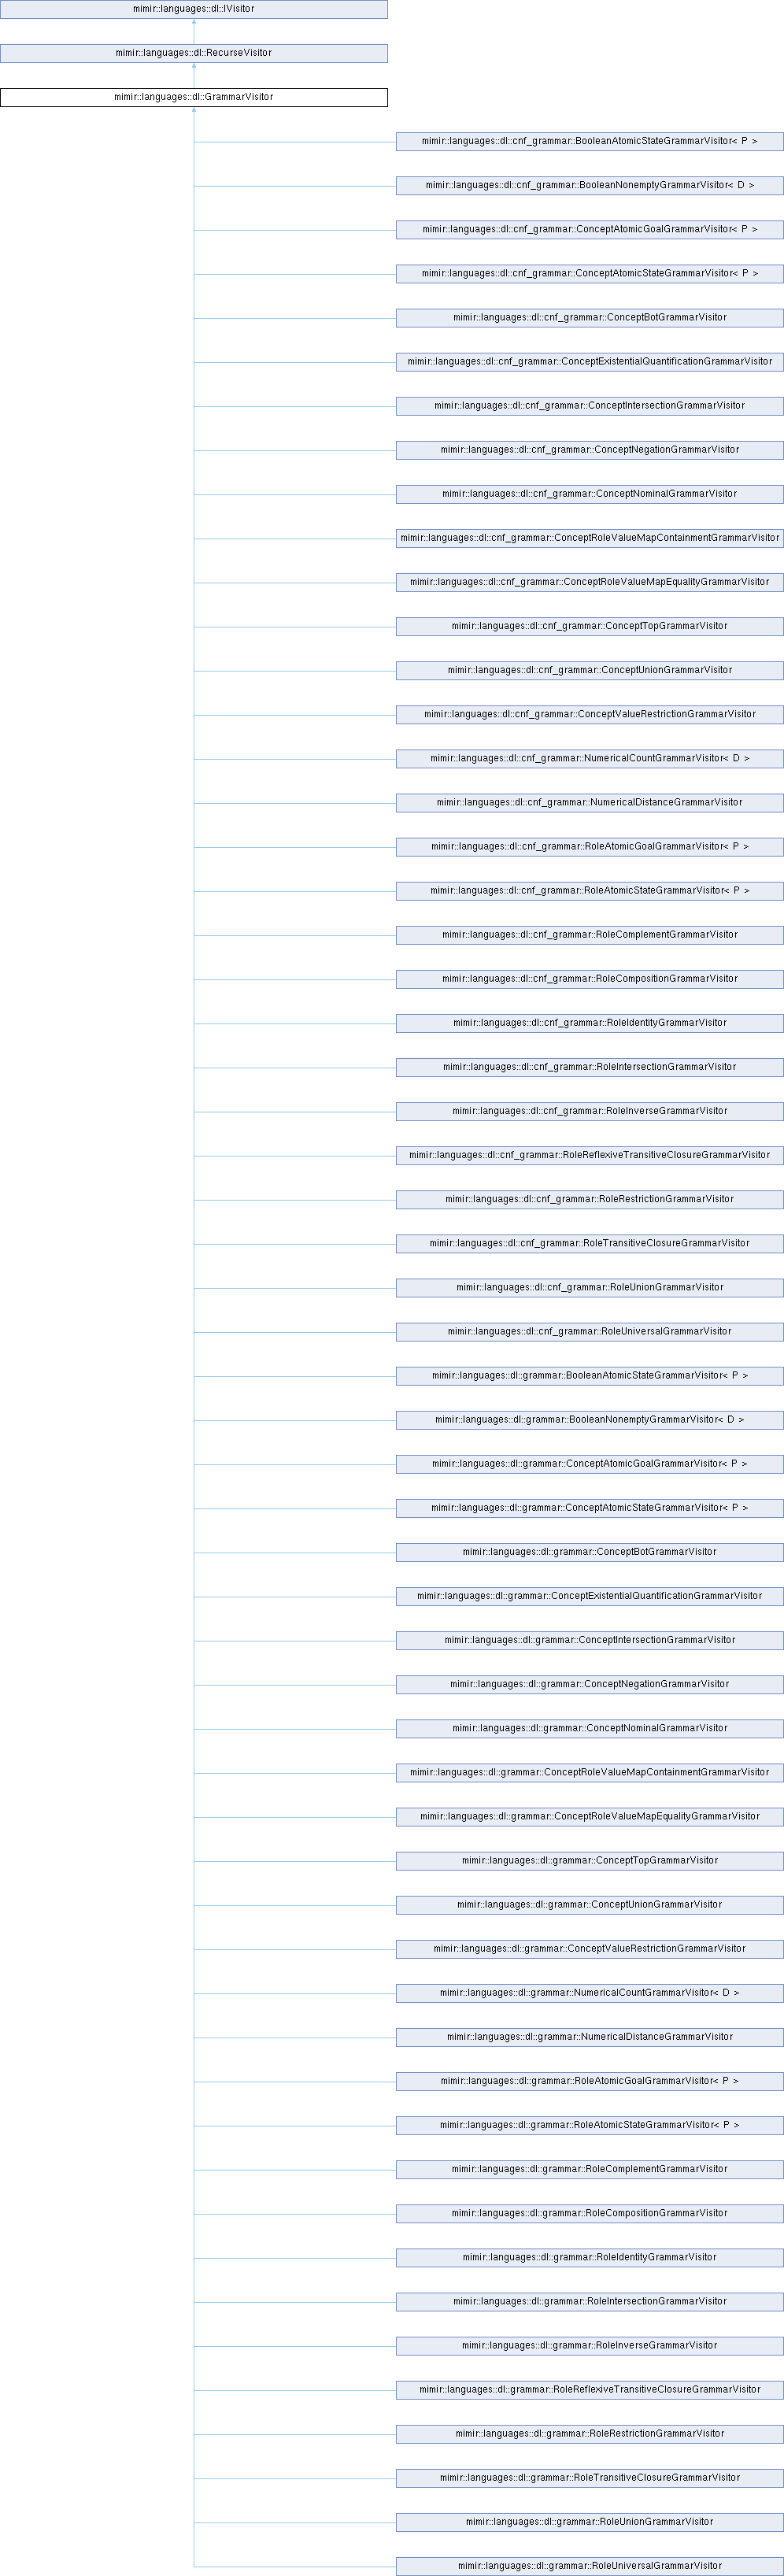 mimir::languages::dl::IVisitor
mimir::languages::dl::RecurseVisitor
mimir::languages::dl::GrammarVisitor
mimir::languages::dl::cnf_grammar::BooleanAtomicStateGrammarVisitor< P >
mimir::languages::dl::cnf_grammar::BooleanNonemptyGrammarVisitor< D >
mimir::languages::dl::cnf_grammar::ConceptAtomicGoalGrammarVisitor< P >
mimir::languages::dl::cnf_grammar::ConceptAtomicStateGrammarVisitor< P >
mimir::languages::dl::cnf_grammar::ConceptBotGrammarVisitor
mimir::languages::dl::cnf_grammar::ConceptExistentialQuantificationGrammarVisitor
mimir::languages::dl::cnf_grammar::ConceptIntersectionGrammarVisitor
mimir::languages::dl::cnf_grammar::ConceptNegationGrammarVisitor
mimir::languages::dl::cnf_grammar::ConceptNominalGrammarVisitor
mimir::languages::dl::cnf_grammar::ConceptRoleValueMapContainmentGrammarVisitor
mimir::languages::dl::cnf_grammar::ConceptRoleValueMapEqualityGrammarVisitor
mimir::languages::dl::cnf_grammar::ConceptTopGrammarVisitor
mimir::languages::dl::cnf_grammar::ConceptUnionGrammarVisitor
mimir::languages::dl::cnf_grammar::ConceptValueRestrictionGrammarVisitor
mimir::languages::dl::cnf_grammar::NumericalCountGrammarVisitor< D >
mimir::languages::dl::cnf_grammar::NumericalDistanceGrammarVisitor
mimir::languages::dl::cnf_grammar::RoleAtomicGoalGrammarVisitor< P >
mimir::languages::dl::cnf_grammar::RoleAtomicStateGrammarVisitor< P >
mimir::languages::dl::cnf_grammar::RoleComplementGrammarVisitor
mimir::languages::dl::cnf_grammar::RoleCompositionGrammarVisitor
mimir::languages::dl::cnf_grammar::RoleIdentityGrammarVisitor
mimir::languages::dl::cnf_grammar::RoleIntersectionGrammarVisitor
mimir::languages::dl::cnf_grammar::RoleInverseGrammarVisitor
mimir::languages::dl::cnf_grammar::RoleReflexiveTransitiveClosureGrammarVisitor
mimir::languages::dl::cnf_grammar::RoleRestrictionGrammarVisitor
mimir::languages::dl::cnf_grammar::RoleTransitiveClosureGrammarVisitor
mimir::languages::dl::cnf_grammar::RoleUnionGrammarVisitor
mimir::languages::dl::cnf_grammar::RoleUniversalGrammarVisitor
mimir::languages::dl::grammar::BooleanAtomicStateGrammarVisitor< P >
mimir::languages::dl::grammar::BooleanNonemptyGrammarVisitor< D >
mimir::languages::dl::grammar::ConceptAtomicGoalGrammarVisitor< P >
mimir::languages::dl::grammar::ConceptAtomicStateGrammarVisitor< P >
mimir::languages::dl::grammar::ConceptBotGrammarVisitor
mimir::languages::dl::grammar::ConceptExistentialQuantificationGrammarVisitor
mimir::languages::dl::grammar::ConceptIntersectionGrammarVisitor
mimir::languages::dl::grammar::ConceptNegationGrammarVisitor
mimir::languages::dl::grammar::ConceptNominalGrammarVisitor
mimir::languages::dl::grammar::ConceptRoleValueMapContainmentGrammarVisitor
mimir::languages::dl::grammar::ConceptRoleValueMapEqualityGrammarVisitor
mimir::languages::dl::grammar::ConceptTopGrammarVisitor
mimir::languages::dl::grammar::ConceptUnionGrammarVisitor
mimir::languages::dl::grammar::ConceptValueRestrictionGrammarVisitor
mimir::languages::dl::grammar::NumericalCountGrammarVisitor< D >
mimir::languages::dl::grammar::NumericalDistanceGrammarVisitor
mimir::languages::dl::grammar::RoleAtomicGoalGrammarVisitor< P >
mimir::languages::dl::grammar::RoleAtomicStateGrammarVisitor< P >
mimir::languages::dl::grammar::RoleComplementGrammarVisitor
mimir::languages::dl::grammar::RoleCompositionGrammarVisitor
mimir::languages::dl::grammar::RoleIdentityGrammarVisitor
mimir::languages::dl::grammar::RoleIntersectionGrammarVisitor
mimir::languages::dl::grammar::RoleInverseGrammarVisitor
mimir::languages::dl::grammar::RoleReflexiveTransitiveClosureGrammarVisitor
mimir::languages::dl::grammar::RoleRestrictionGrammarVisitor
mimir::languages::dl::grammar::RoleTransitiveClosureGrammarVisitor
mimir::languages::dl::grammar::RoleUnionGrammarVisitor
mimir::languages::dl::grammar::RoleUniversalGrammarVisitor